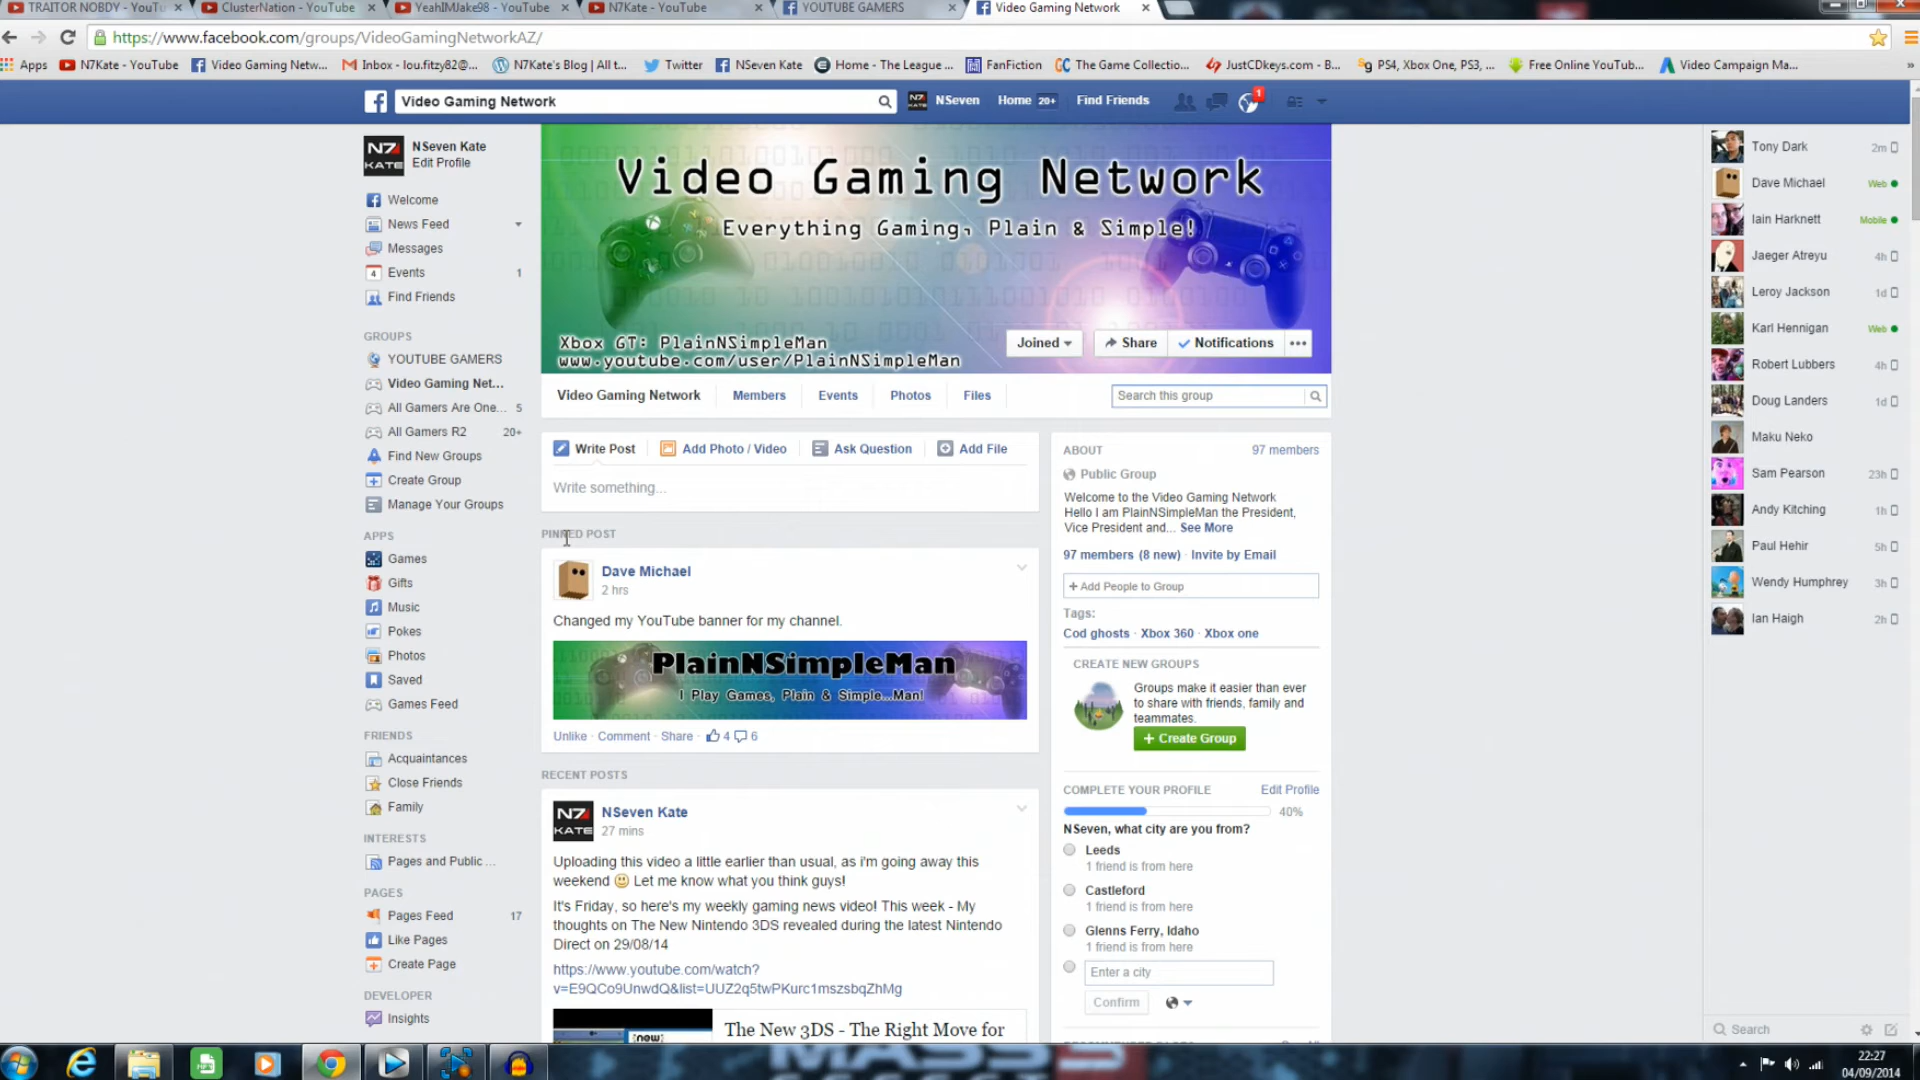 TRAITOR NOBDY - YouTu
ClusterNation - YouTube
YeahIMJake98 - YouTube
N7Kate - YouTube
YOUTUBE GAMERS
Video Gaming Network
https://www.facebook.com/groups/VideoGamingNetworkAZ/
Apps
N7Kate - YouTube
Video Gaming Netw...
Inbox - lou.fitzy82@...
N7Kate's Blog | All t...
Twitter
NSeven Kate
Home - The League ...
FanFiction
The Game Collectio...
JustCDkeys.com - B...
PS4, Xbox One, PS3, ...
Free Online YouTub...
Video Campaign Ma...
Video Gaming Network
NSeven
Home 20+
Find Friends
1
NSeven Kate
Edit Profile
Welcome
News Feed
Messages
Events 1
Find Friends
GROUPS
YOUTUBE GAMERS
Video Gaming Net...
All Gamers Are One... 5
All Gamers R2 20+
Find New Groups
Create Group
Manage Your Groups
APPS
Games
Gifts
Music
Pokes
Photos
Saved
Games Feed
FRIENDS
Acquaintances
Close Friends
Family
INTERESTS
Pages and Public ...
PAGES
Pages Feed 17
Like Pages
Create Page
DEVELOPER
Insights
Video Gaming Network
Everything Gaming, Plain & Simple!
Xbox GT: PlainNSimpleMan
www.youtube.com/user/PlainNSimpleMan
Joined
Share
Notifications
Video Gaming Network
Members
Events
Photos
Files
Search this group
Write Post
Add Photo / Video
Ask Question
Add File
Write something...
PINNED POST
Dave Michael
2 hrs
Changed my YouTube banner for my channel.
PlainNSimpleMan
I Play Games, Plain & Simple...Man!
Unlike · Comment · Share · 4 6
RECENT POSTS
NSeven Kate
27 mins
Uploading this video a little earlier than usual, as i'm going away this
weekend Let me know what you think guys!
It's Friday, so here's my weekly gaming news video! This week - My
thoughts on The New Nintendo 3DS revealed during the latest Nintendo
Direct on 29/08/14
https://www.youtube.com/watch?
v=E9QCo9UnwdQ&list=UUZ2q5twPKurc1mszsbqZhMg
new
The New 3DS - The Right Move for
ABOUT
97 members
Public Group
Welcome to the Video Gaming Network
Hello I am PlainNSimpleMan the President,
Vice President and... See More
97 members (8 new) · Invite by Email
+ Add People to Group
Tags:
Cod ghosts · Xbox 360 · Xbox one
CREATE NEW GROUPS
Groups make it easier than ever
to share with friends, family and
teammates.
+ Create Group
COMPLETE YOUR PROFILE
Edit Profile
40%
NSeven, what city are you from?
Leeds
1 friend is from here
Castleford
1 friend is from here
Glenns Ferry, Idaho
1 friend is from here
Enter a city
Confirm
Tony Dark 2m
Dave Michael Web
Iain Harknett Mobile
Jaeger Atreyu 4h
Leroy Jackson 1d
Karl Hennigan Web
Robert Lubbers 4h
Doug Landers 1d
Maku Neko
Sam Pearson 23h
Andy Kitching 1h
Paul Hehir 5h
Wendy Humphrey 3h
Ian Haigh 2h
Search
22:27
04/09/2014